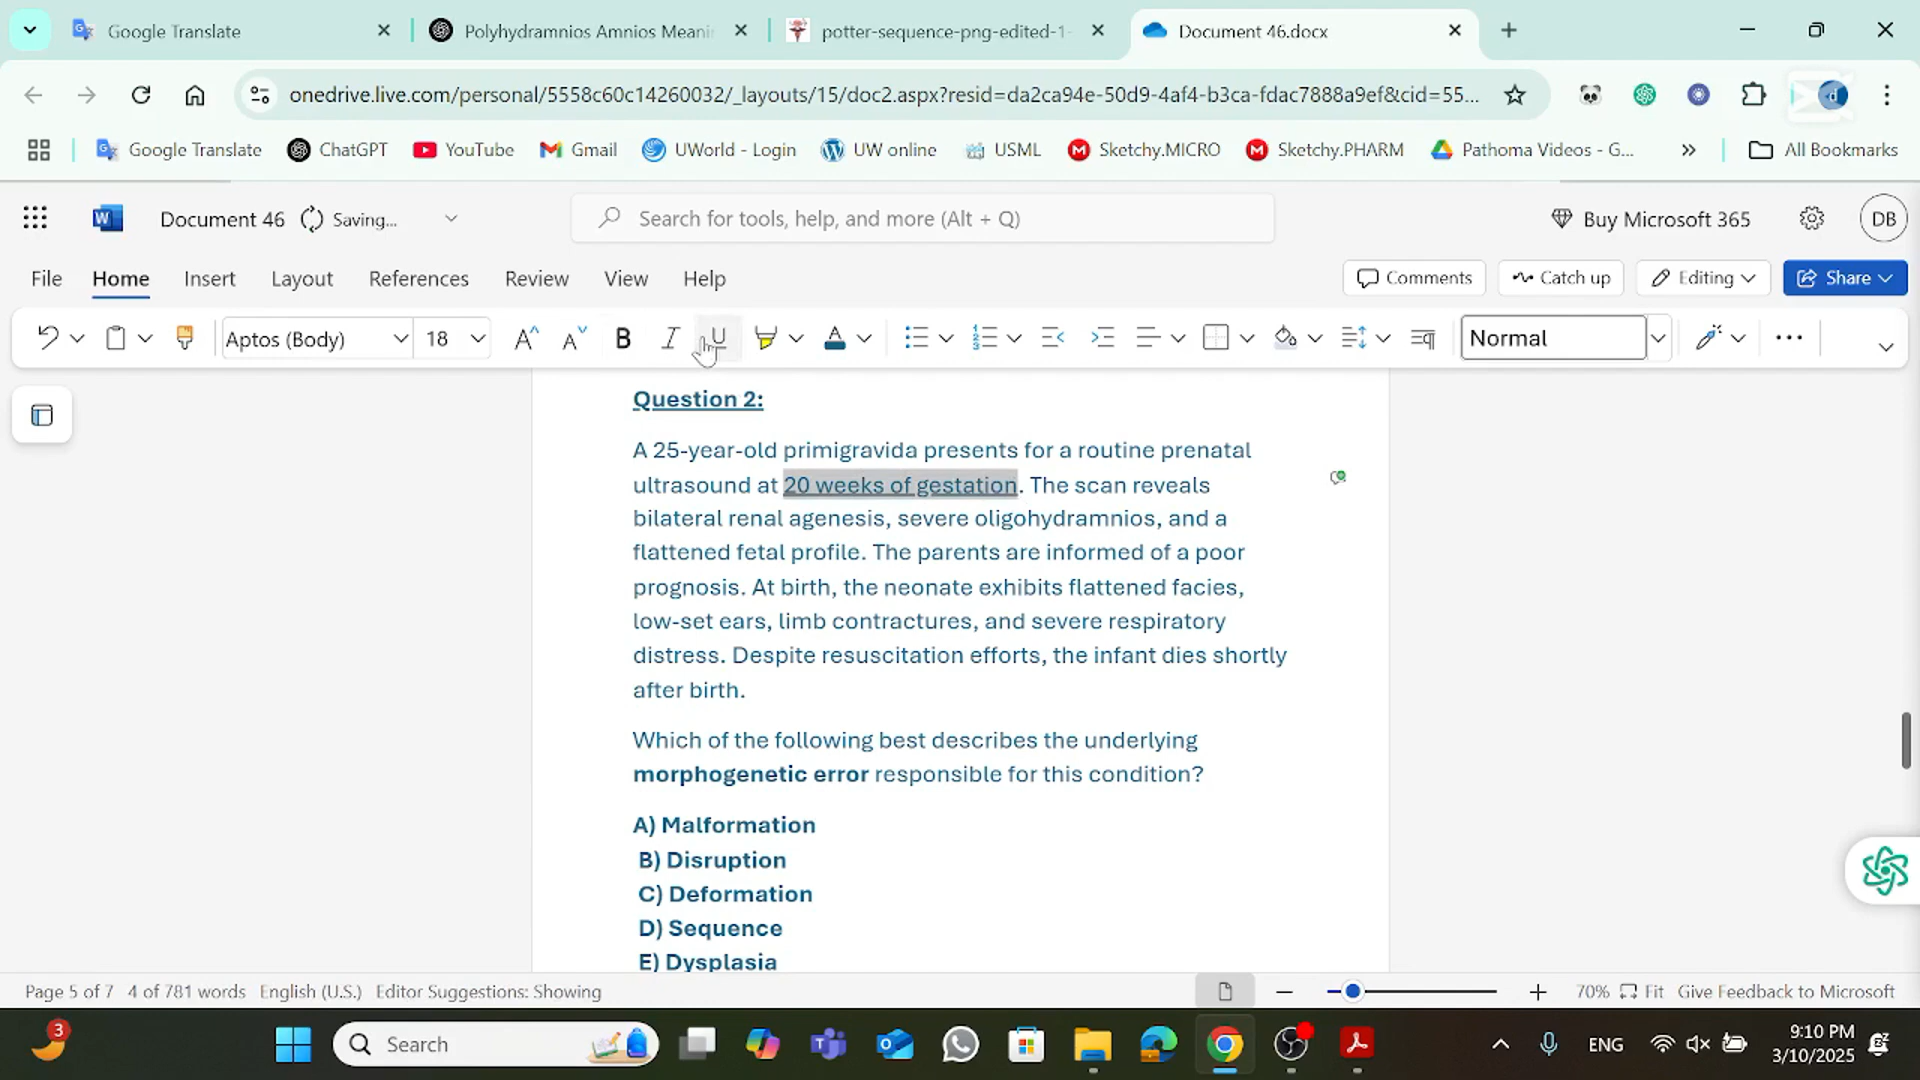 Google Translate
Polyhydramnios Amnios Meani
potter-sequence-png-edited-1-
Document 46.docx
onedrive.live.com/personal/5558c60c14260032/_layouts/15/doc2.aspx?resid=da2ca94e-50d9-4af4-b3ca-fdac7888a9ef&cid=55...
d
Google Translate
ChatGPT
YouTube
Gmail
UWorld - Login
UW online
USML
Sketchy.MICRO
Sketchy.PHARM
Pathoma Videos - G...
All Bookmarks
Document 46
Saving...
Search for tools, help, and more (Alt + Q)
Buy Microsoft 365
DB
File
Home
Insert
Layout
References
Review
View
Help
Comments
Catch up
Editing
Share
Aptos (Body)
18
Normal
Question 2:
A 25-year-old primigravida presents for a routine prenatal
ultrasound at 20 weeks of gestation. The scan reveals
bilateral renal agenesis, severe oligohydramnios, and a
flattened fetal profile. The parents are informed of a poor
prognosis. At birth, the neonate exhibits flattened facies,
low-set ears, limb contractures, and severe respiratory
distress. Despite resuscitation efforts, the infant dies shortly
after birth.
Which of the following best describes the underlying
morphogenetic error responsible for this condition?
A) Malformation
B) Disruption
C) Deformation
D) Sequence
E) Dysplasia
Page 5 of 7
4 of 781 words
English (U.S.)
Editor Suggestions: Showing
70%
Fit
Give Feedback to Microsoft
3
Search
ENG
9:10 PM
3/10/2025